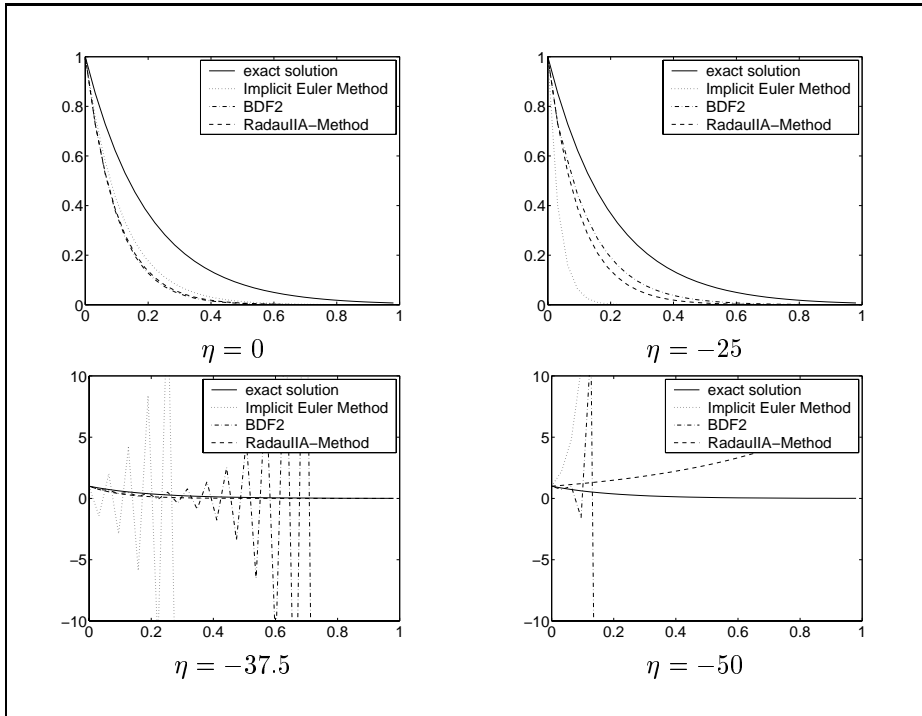 1
0.8
0.6
0.4
0.2
0
0 0.2 0.4 0.6 0.8 1
exact solution
Implicit Euler Method
BDF2
RadauIIA−Method
η = 0
1
0.8
0.6
0.4
0.2
0
0 0.2 0.4 0.6 0.8 1
exact solution
Implicit Euler Method
BDF2
RadauIIA−Method
η = −25
10
5
0
−5
−10
0 0.2 0.4 0.6 0.8 1
exact solution
Implicit Euler Method
BDF2
RadauIIA−Method
η = −37.5
10
5
0
−5
−10
0 0.2 0.4 0.6 0.8 1
exact solution
Implicit Euler Method
BDF2
RadauIIA−Method
η = −50